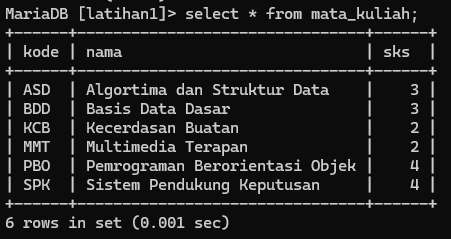 MariaDB [latihan1]> select * from mata_kuliah;
+------+-----------------------------+------+
| kode | nama                        | sks  |
+------+-----------------------------+------+
| ASD  | Algortima dan Struktur Data |    3 |
| BDD  | Basis Data Dasar            |    3 |
| KCB  | Kecerdasan Buatan           |    2 |
| MMT  | Multimedia Terapan          |    2 |
| PBO  | Pemrograman Berorientasi Objek |    4 |
| SPK  | Sistem Pendukung Keputusan  |    4 |
+------+-----------------------------+------+
6 rows in set (0.001 sec)